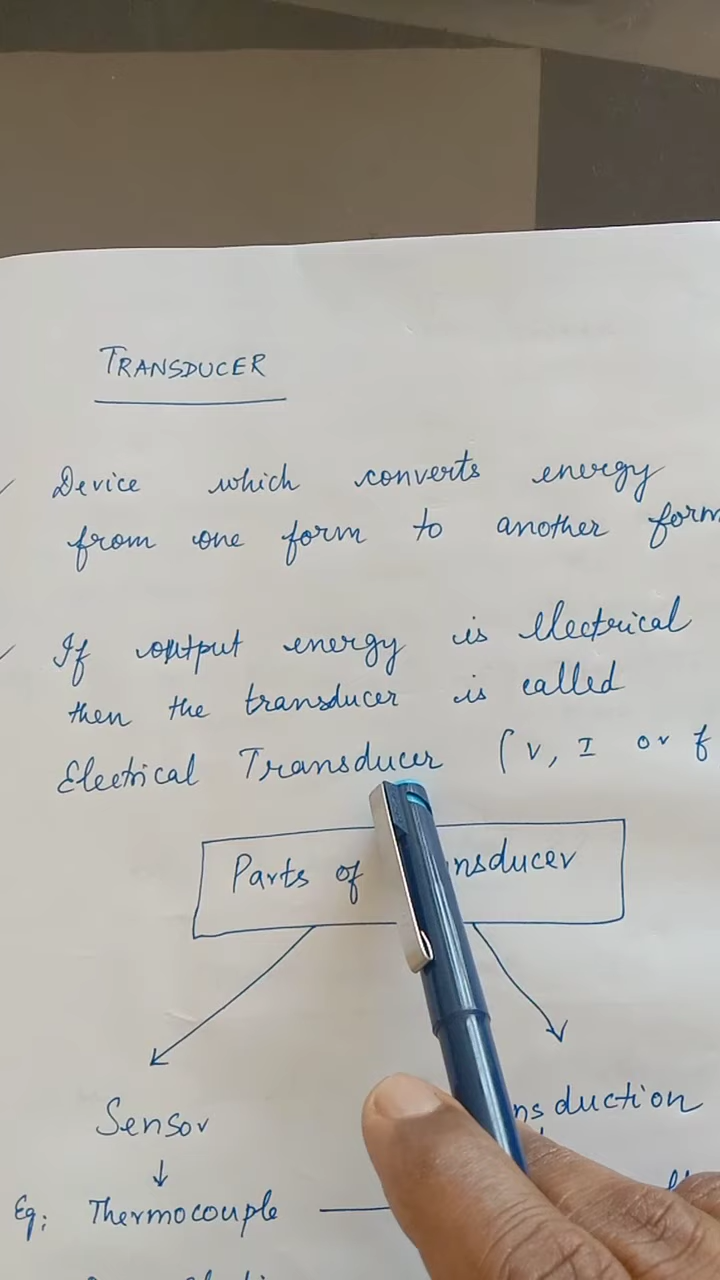 TRANSDUCER
Device which converts energy
from one form to another form
If output energy is electrical
then the transducer is called
Electrical Transducer (V, I or f
Parts of nsducer
Sensor nsduction
↓
Eg: Thermocouple